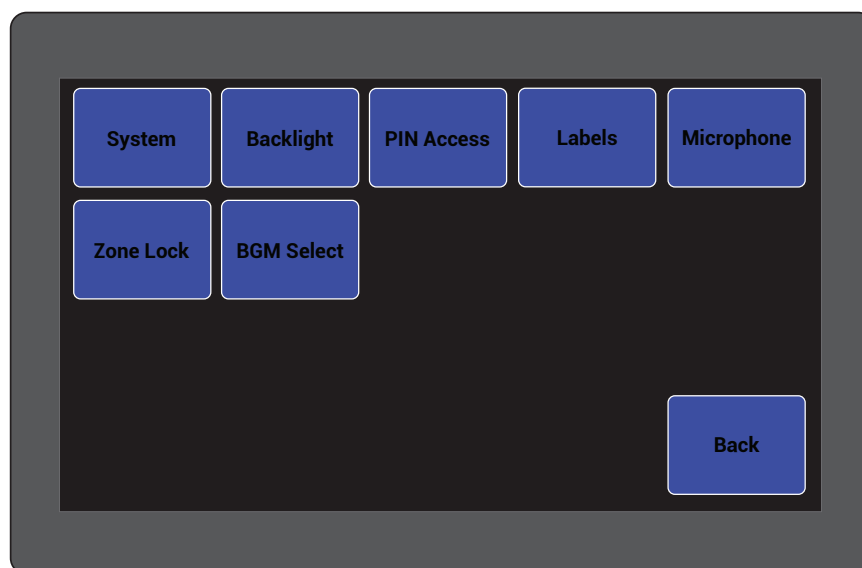 System
Backlight
PIN Access
Labels
Microphone
Zone Lock
BGM Select
Back